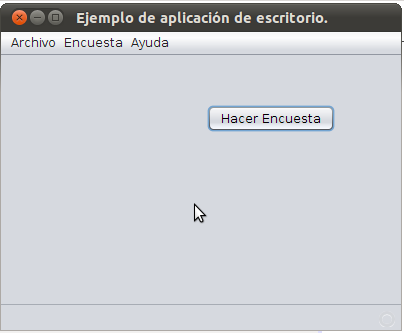 Ejemplo de aplicación de escritorio.
Archivo Encuesta Ayuda
Hacer Encuesta